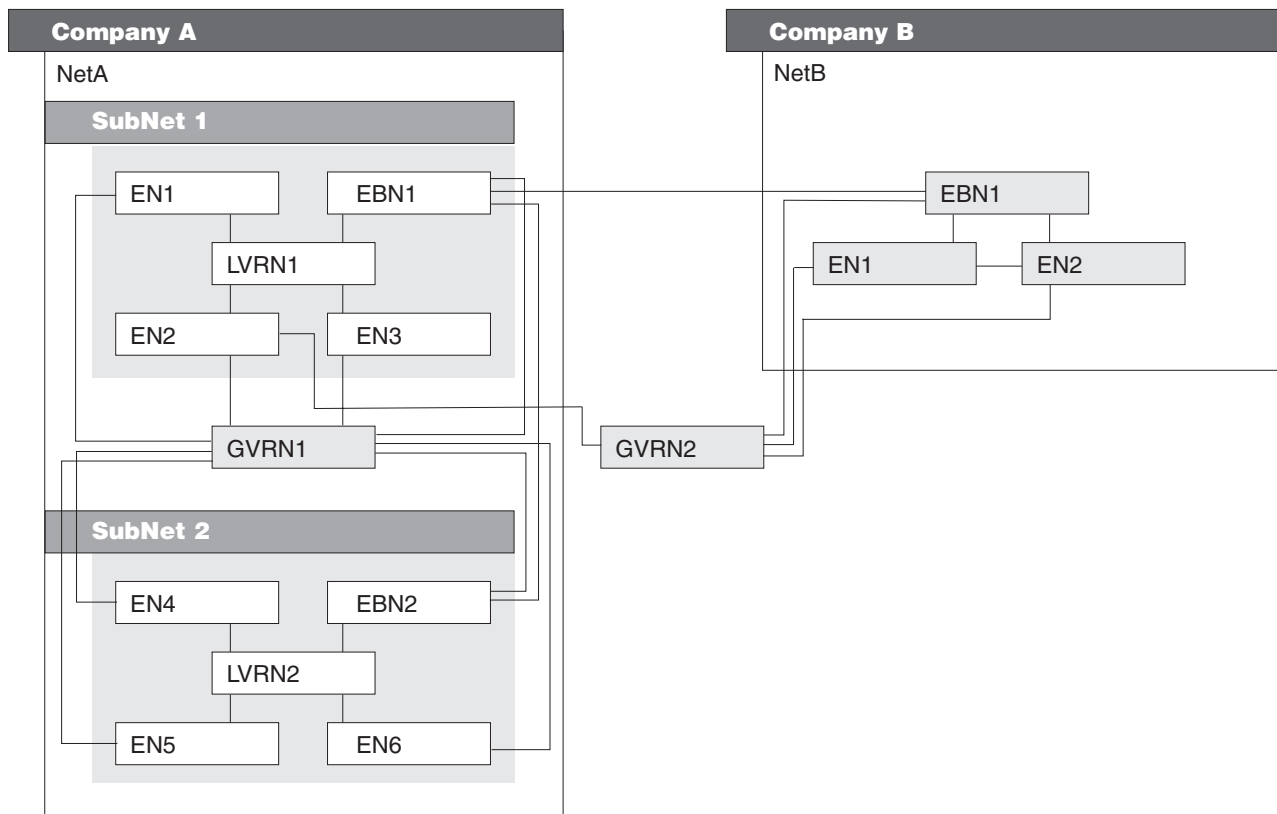 Company A
NetA
SubNet 1
EN1
EBN1
LVRN1
EN2
EN3
GVRN1
SubNet 2
EN4
EBN2
LVRN2
EN5
EN6
GVRN2
Company B
NetB
EBN1
EN1
EN2